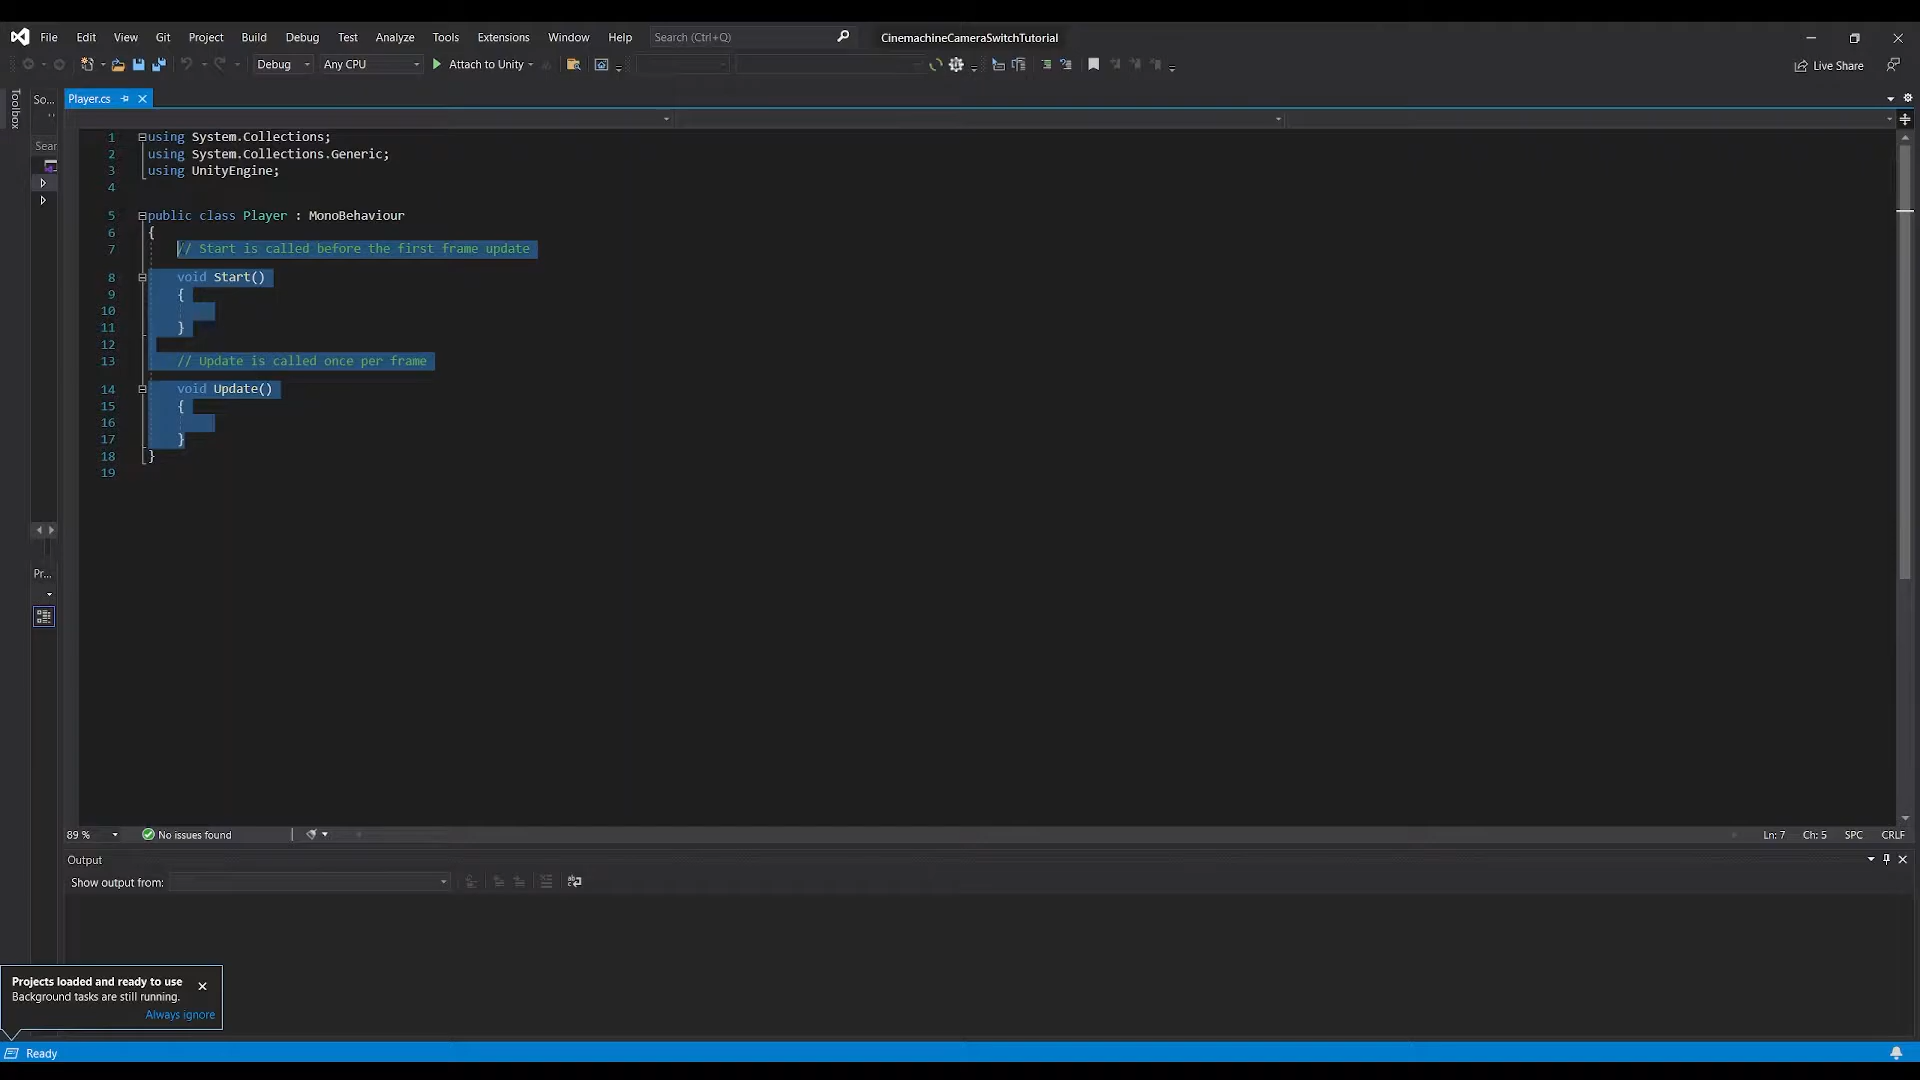 File Edit View Git Project Build Debug Test Analyze Tools Extensions Window Help Search (Ctrl+Q) CinemachineCameraSwitchTutorial
Debug Any CPU Attach to Unity Live Share
Toolbox
So...
Player.cs
Sear
1 using System.Collections;
2 using System.Collections.Generic;
3 using UnityEngine;
4
5 public class Player : MonoBehaviour
6 {
7 // Start is called before the first frame update
8 void Start()
9 {
10
11 }
12
13 // Update is called once per frame
14 void Update()
15 {
16
17 }
18 }
19
Pr...
89 % No issues found Ln: 7 Ch: 5 SPC CRLF
Output
Show output from:
Projects loaded and ready to use
Background tasks are still running.
Always ignore
Ready